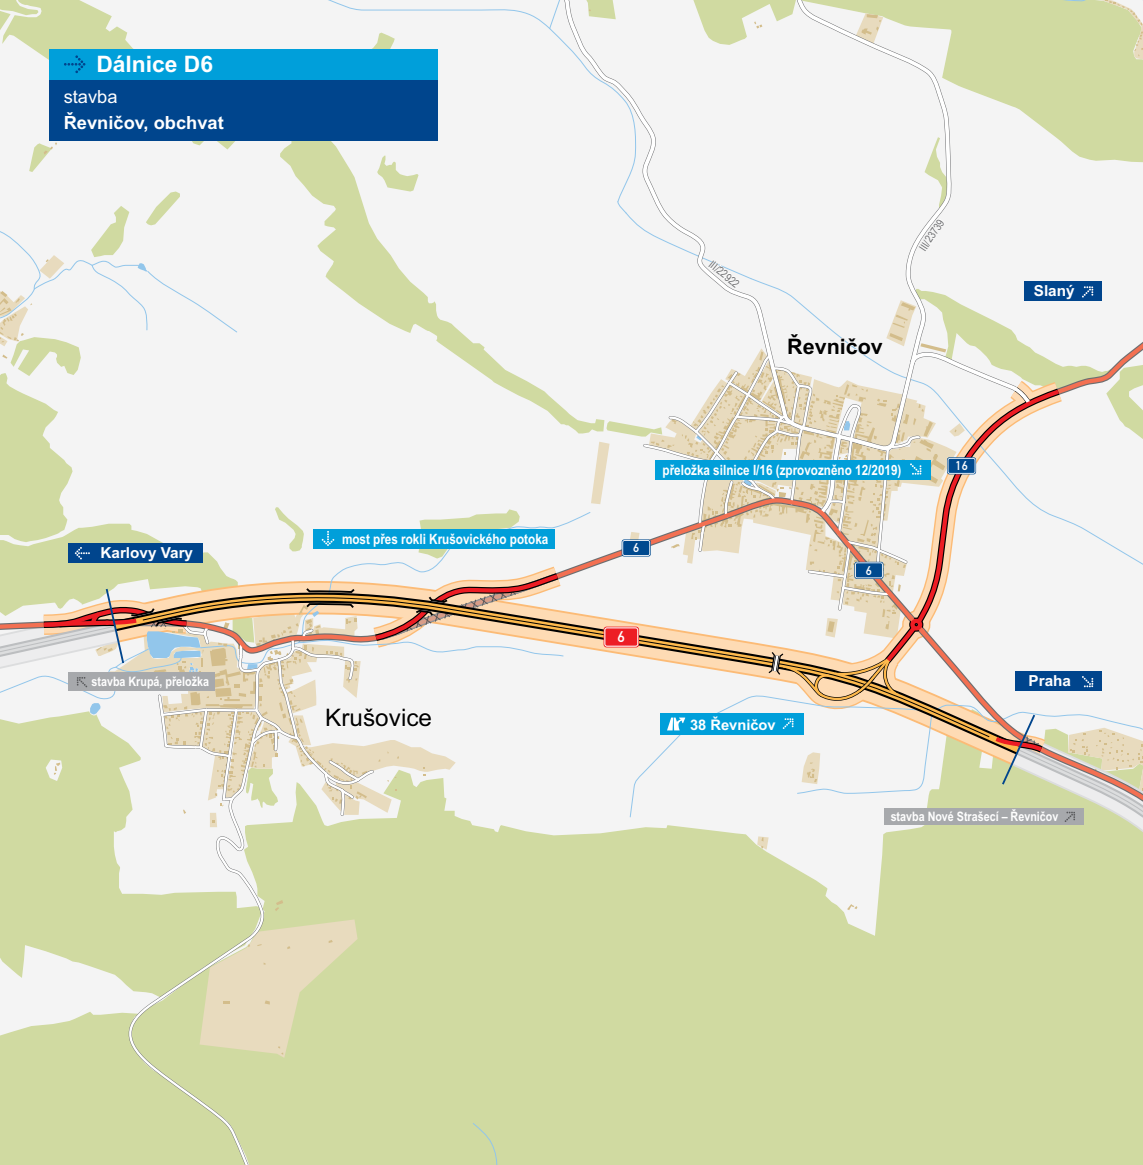 Dálnice D6
stavba
Řevničov, obchvat
III/23739
III/22922
Slaný
Řevničov
přeložka silnice I/16 (zprovozněno 12/2019)
16
most přes rokli Krušovického potoka
6
Karlovy Vary
6
6
stavba Krupá, přeložka
Praha
Krušovice
38 Řevničov
stavba Nové Strašecí – Řevničov